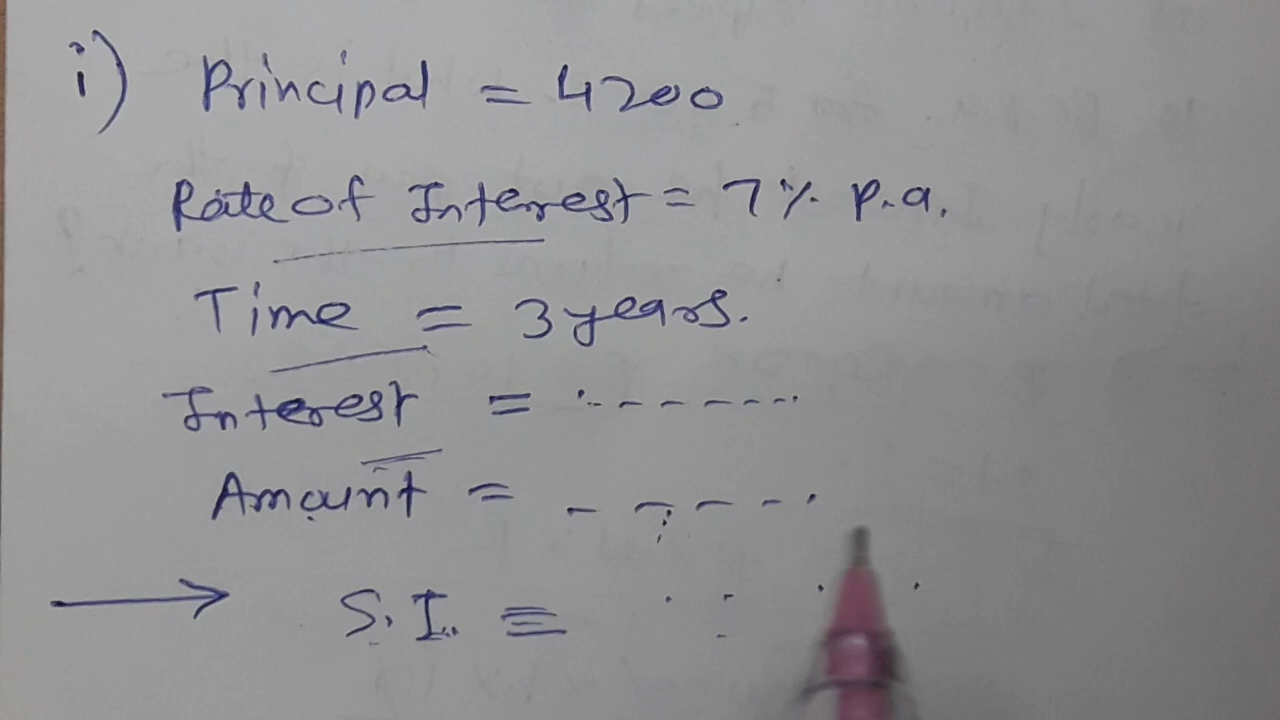 i) Principal = 4200
Rate of Interest = 7% p.a.
Time = 3 years.
Interest = -------
Amount = -----
→ S.I. =